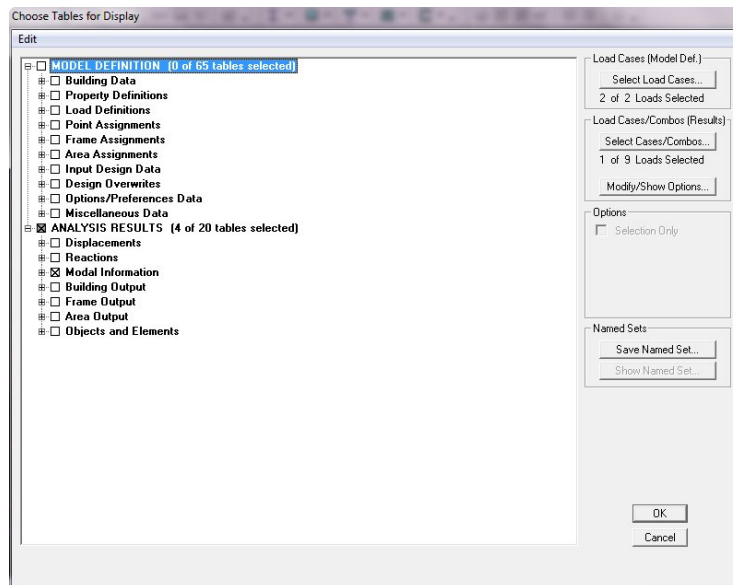 Choose Tables for Display
Edit
MODEL DEFINITION (0 of 65 tables selected)
Building Data
Property Definitions
Load Definitions
Point Assignments
Frame Assignments
Area Assignments
Input Design Data
Design Overwrites
Options/Preferences Data
Miscellaneous Data
ANALYSIS RESULTS (4 of 20 tables selected)
Displacements
Reactions
Modal Information
Building Output
Frame Output
Area Output
Objects and Elements
Load Cases (Model Def.)
Select Load Cases...
2 of 2 Loads Selected
Load Cases/Combos (Results)
Select Cases/Combos...
1 of 9 Loads Selected
Modify/Show Options...
Options
Selection Only
Named Sets
Save Named Set...
Show Named Set...
OK
Cancel